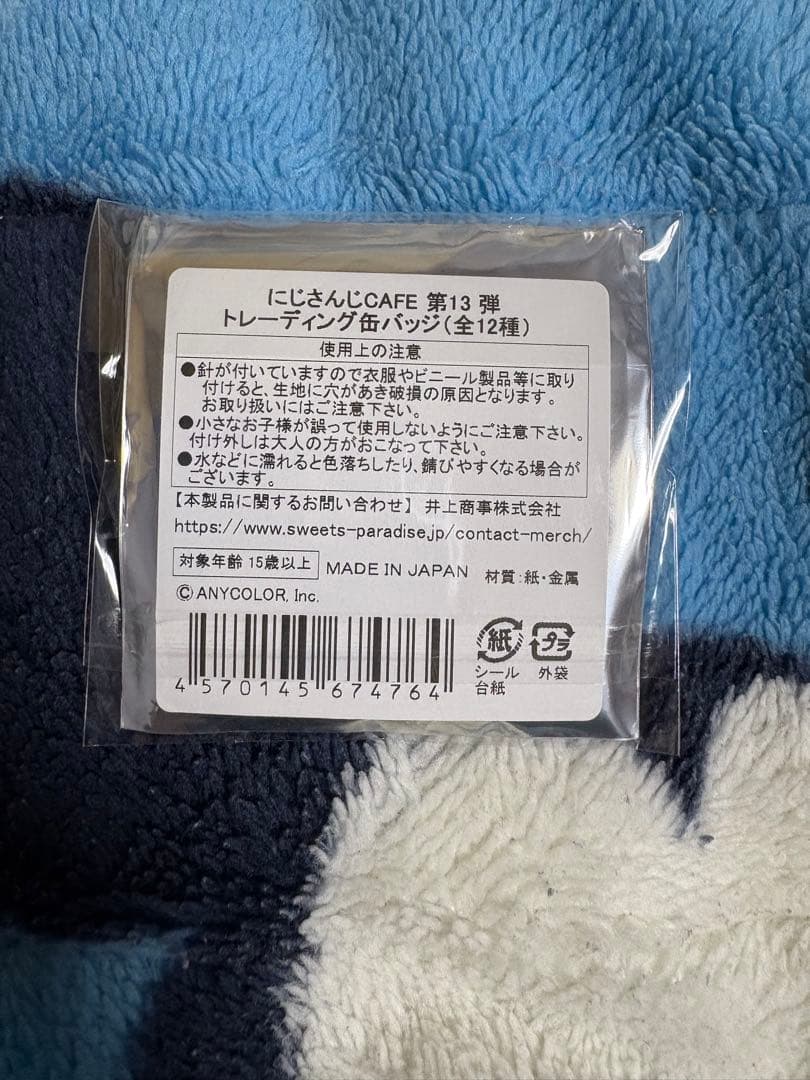 にじさんじCAFE 第13 弾
トレーディング缶バッジ(全12種)
使用上の注意
●針が付いていますので衣服やビニール製品等に取り
付けると、生地に穴があき破損の原因となります。
お取り扱いにはご注意下さい。
●小さなお子様が誤って使用しないようにご注意下さい。
付け外しは大人の方がおこなって下さい。
●水などに濡れると色落ちしたり、錆びやすくなる場合が
ございます。
【本製品に関するお問い合わせ】 井上商事株式会社
https://www.sweets-paradise.jp/contact-merch/
対象年齢 15歳以上 MADE IN JAPAN 材質:紙・金属
©ANYCOLOR, Inc.
4 570145 674764
紙 プラ
シール 外袋
台紙